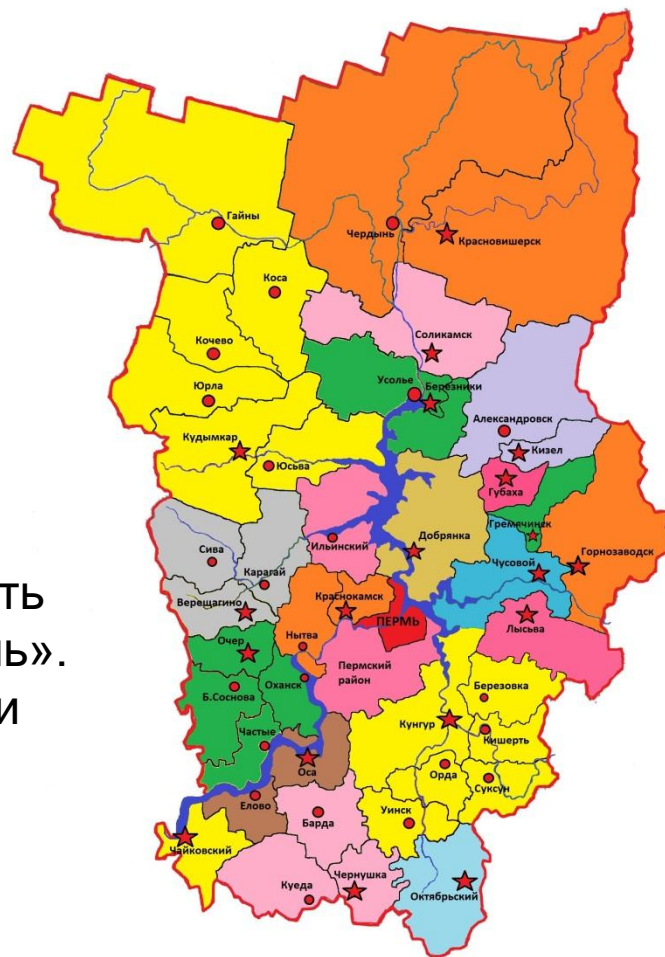 Гайны
Чердынь
Красновишерск
Коса
Кочево
Соликамск
Юрла
Усолье
Березники
Александровск
Кудымкар
Кизел
Юсьва
Губаха
Гремячинск
Ильинский
Добрянка
Сива
Горнозаводск
Карагай
Чусовой
ть
Верещагино
Краснокамск
ПЕРМЬ
Лысьва
Очер
Нытва
нь».
Пермский
район
Оханск
Б.Соснова
Березовка
и
Кунгур
Частые
Кишерть
Оса
Орда
Суксун
Елово
Барда
Уинск
Чайковский
Чернушка
Куеда
Октябрьский